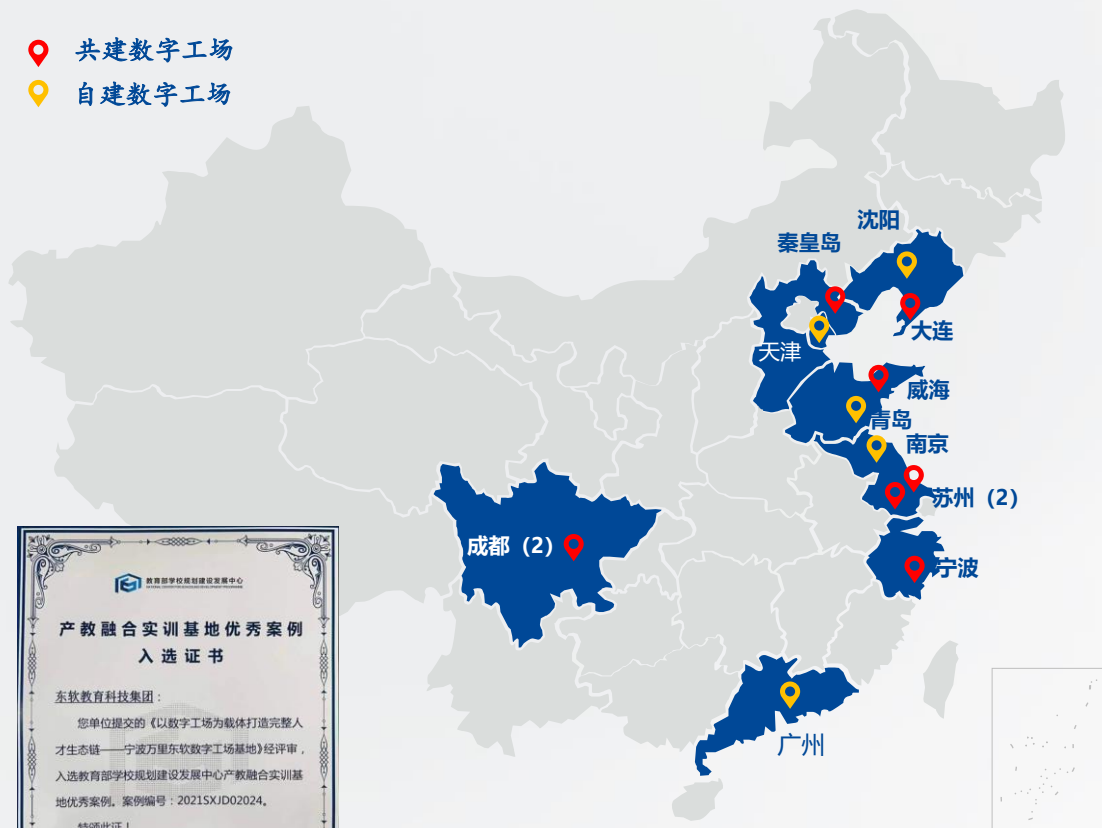 共建数字工场
自建数字工场
沈阳
秦皇岛
大连
天津
威海
青岛
南京
苏州（2）
成都（2）
宁波
广州
教育部学校规划建设发展中心
产教融合实训基地优秀案例
入选证书
东软教育科技集团：
您单位提交的《以数字工场为载体打造完整人
才生态链——宁波万里东软数字工场基地》经评审，
入选教育部学校规划建设发展中心产教融合实训基
地优秀案例。案例编号：2021SXJD02024。
特颁此证！